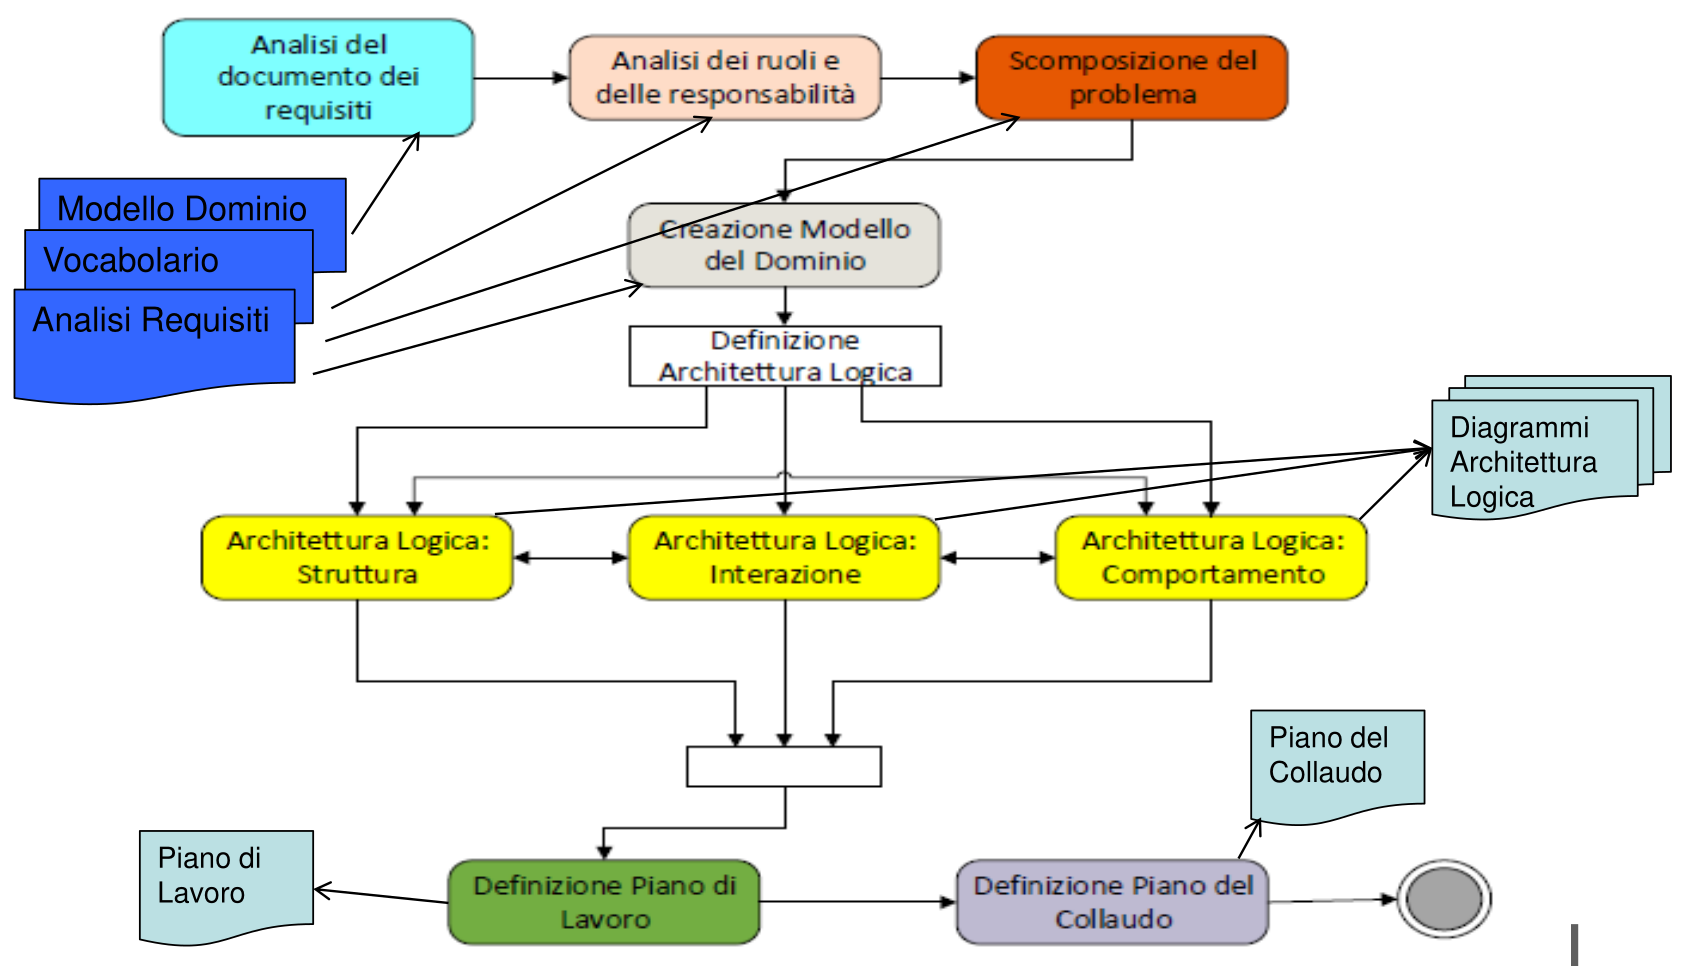 Analisi del
documento dei
requisiti
Analisi dei ruoli e
delle responsabilità
Scomposizione del
problema
Modello Dominio
Vocabolario
Analisi Requisiti
Creazione Modello
del Dominio
Definizione
Architettura Logica
Diagrammi
Architettura
Logica
Architettura Logica:
Struttura
Architettura Logica:
Interazione
Architettura Logica:
Comportamento
Piano del
Collaudo
Piano di
Lavoro
Definizione Piano di
Lavoro
Definizione Piano del
Collaudo